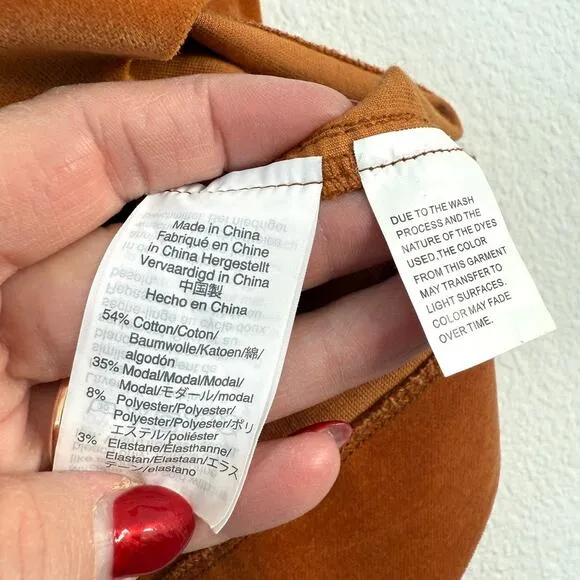 Made in China
Fabriqué en Chine
in China Hergestellt
Vervaardigd in China
中国製
Hecho en China
54% Cotton/Coton/
Baumwolle/Katoen/綿/
algodón
35% Modal/Modal/Modal/
Modal/モダール/modal
8% Polyester/Polyester/
Polyester/Polyester/ポリ
エステル/poliéster
3% Elastane/Elasthanne/
Elastan/Elastaan/エラス
テーン/elastano
DUE TO THE WASH
PROCESS AND THE
NATURE OF THE DYES
USED.THE COLOR
FROM THIS GARMENT
MAY TRANSFER TO
LIGHT SURFACES.
COLOR MAY FADE
OVER TIME.